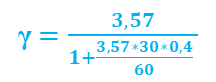 γ = 3,57 / (1 + (3,57*30*0,4 / 60))